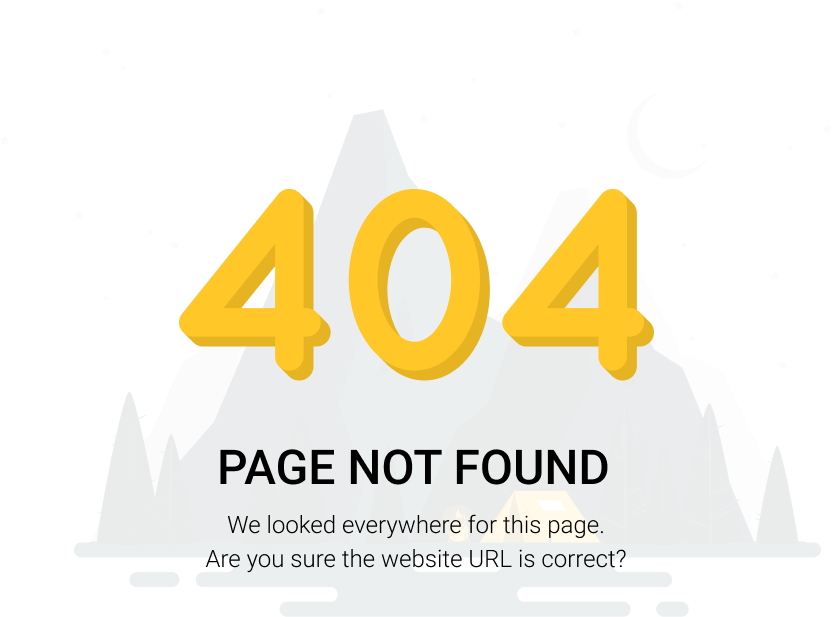 404
PAGE NOT FOUND
We looked everywhere for this page.
Are you sure the website URL is correct?